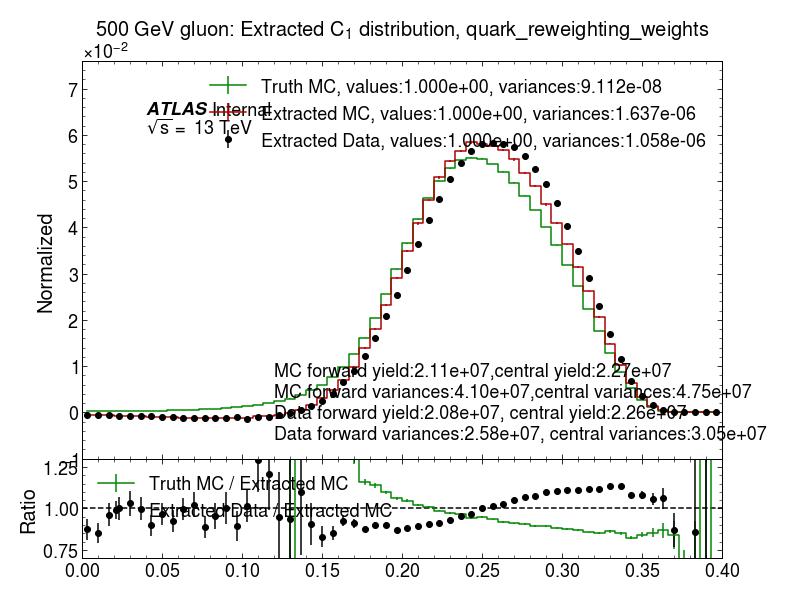 500 GeV gluon: Extracted C₁ distribution, quark_reweighting_weights
×10⁻²
Truth MC, values:1.000e+00, variances:9.112e-08
ATLAS Internal
Extracted MC, values:1.000e+00, variances:1.637e-06
√s = 13 TeV
Extracted Data, values:1.000e+00, variances:1.058e-06
7
6
5
4
3
2
1
0
1
Normalized
MC forward yield:2.11e+07,central yield:2.27e+07
MC forward variances:4.10e+07,central variances:4.75e+07
Data forward yield:2.08e+07, central yield:2.26e+07
Data forward variances:2.58e+07, central variances:3.05e+07
1.25
1.00
0.75
Ratio
Truth MC / Extracted MC
Extracted Data / Extracted MC
0.00 0.05 0.10 0.15 0.20 0.25 0.30 0.35 0.40